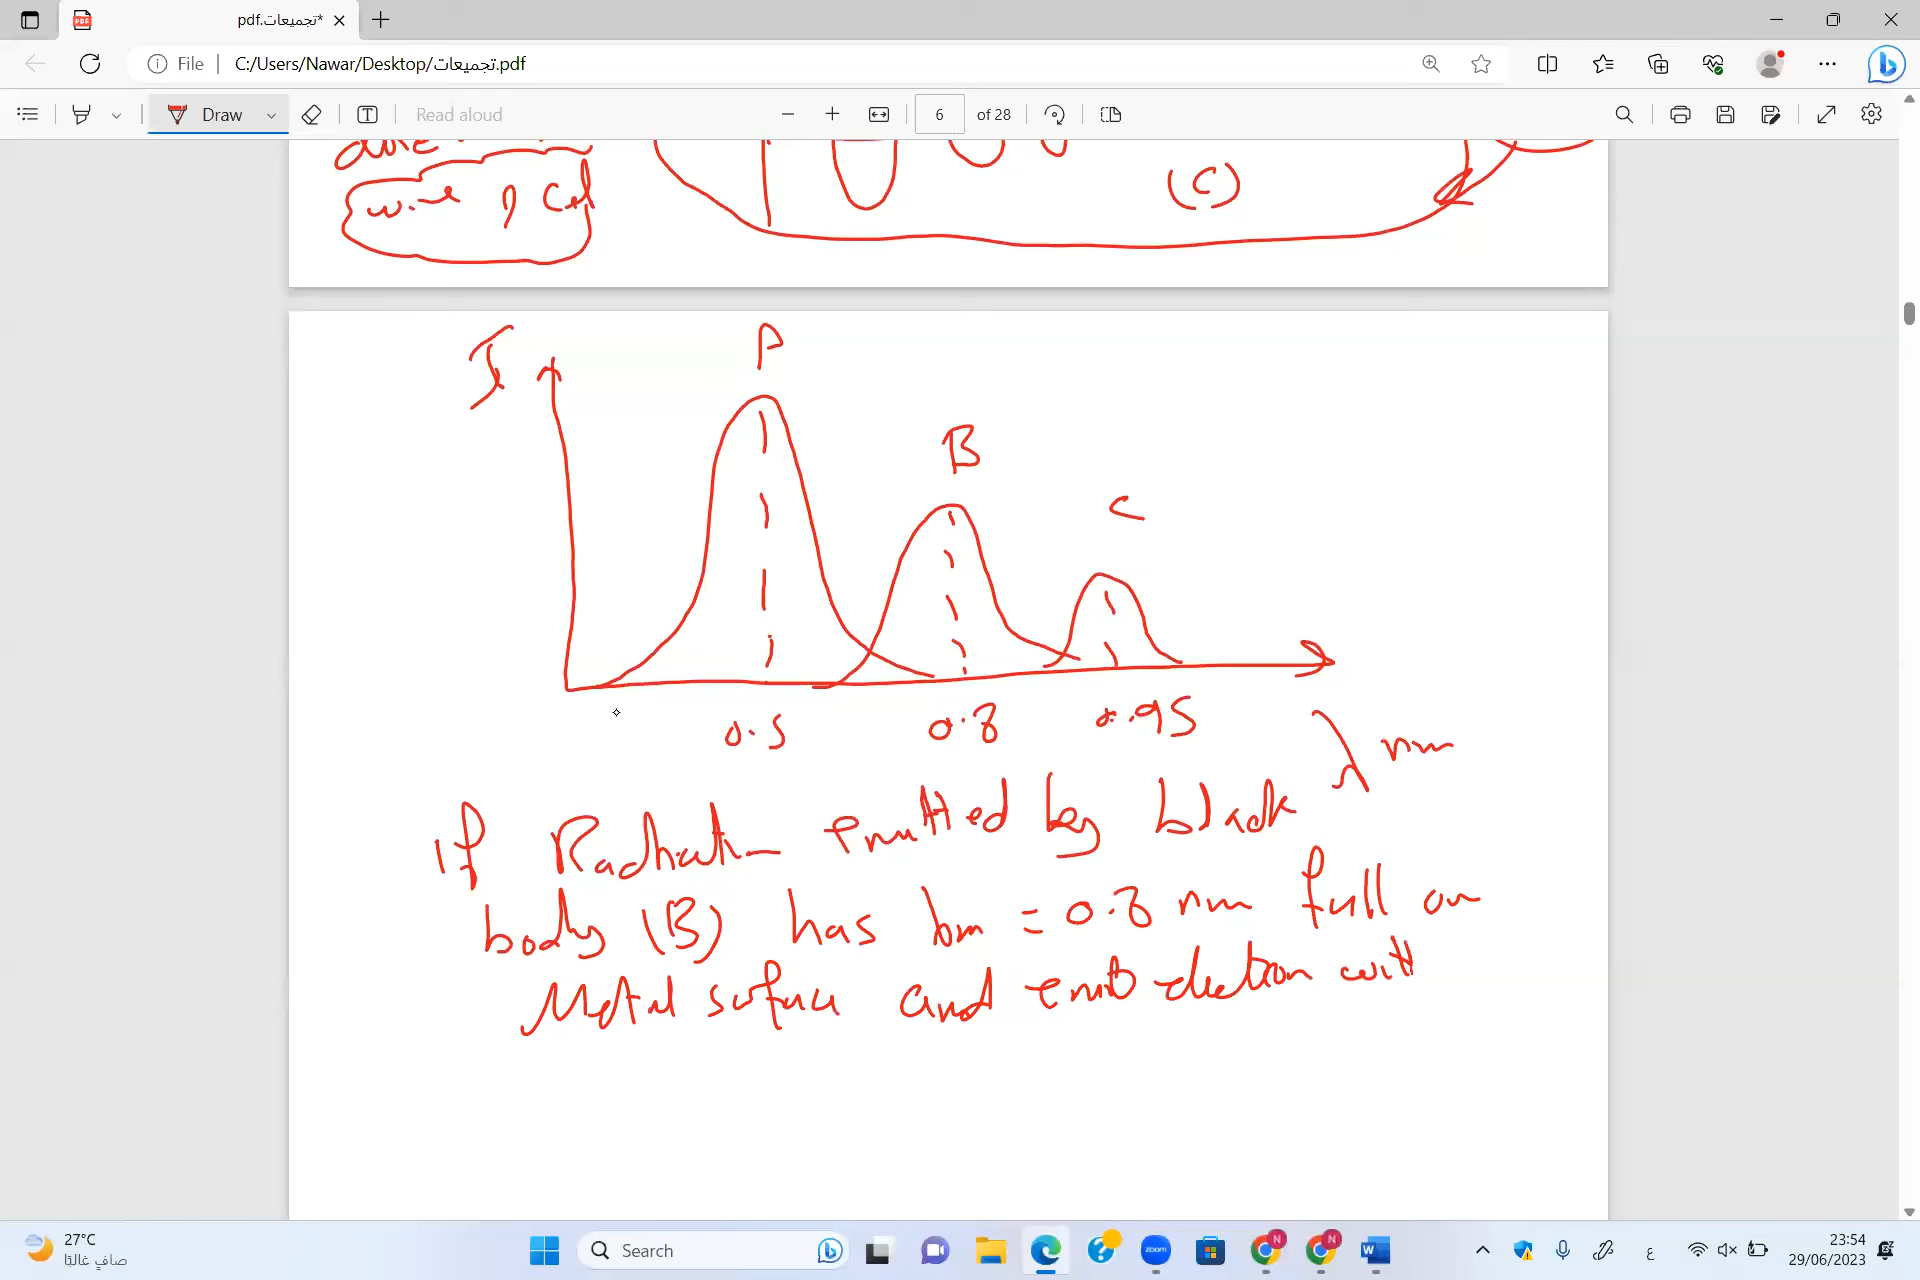 تجميعات.pdf*
File
C:/Users/Nawar/Desktop/تجميعات.pdf
Draw
Read aloud
6
of 28
(C)
I
A
B
C
0.5
0.8
0.95
λ nm
if Radiation emitted by black
body (B) has λm = 0.8 nm full on
Metal surface and emit electron with
27°C
صافٍ غالبًا
Search
zoom
N
N
ع
23:54
29/06/2023